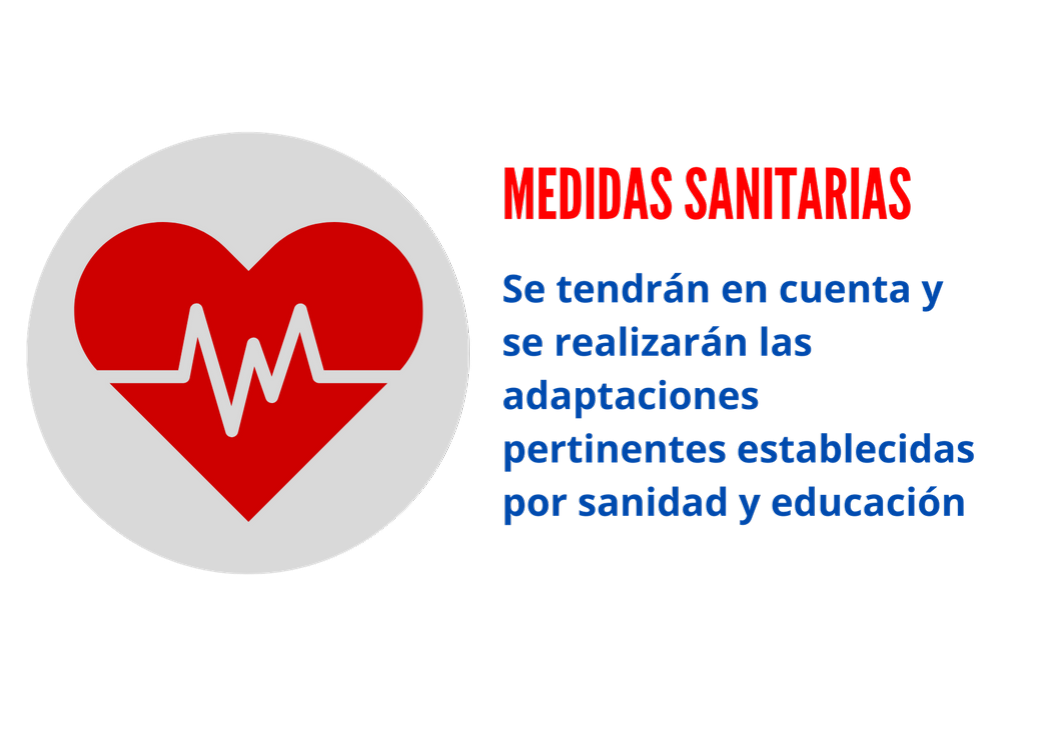 MEDIDAS SANITARIAS
Se tendrán en cuenta y
se realizarán las
adaptaciones
pertinentes establecidas
por sanidad y educación